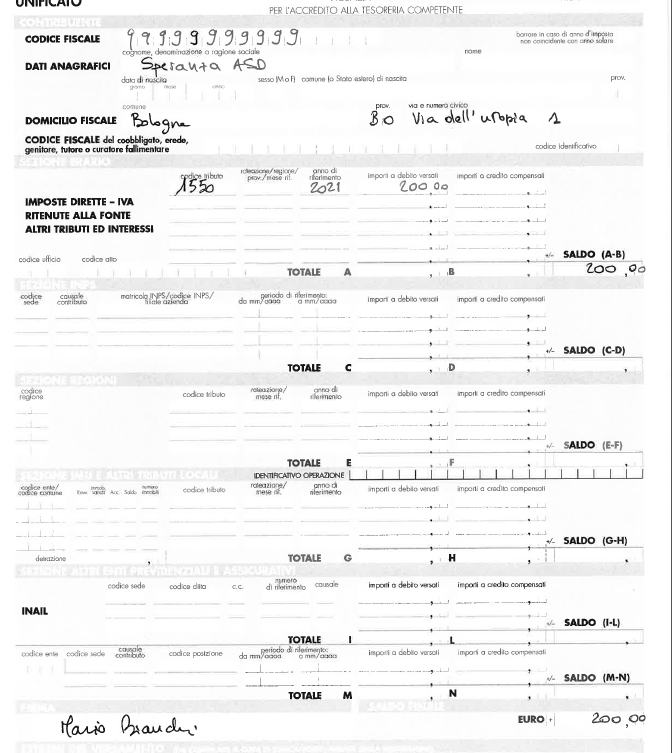 UNIFICATO
PER L'ACCREDITO ALLA TESORERIA COMPETENTE
CONTRIBUENTE
CODICE FISCALE 99999999999 barrare in caso di anno d'imposta non coincidente con anno solare
cognome, denominazione o ragione sociale nome
DATI ANAGRAFICI Speranza ASD
data di nascita sesso (M o F) comune (o Stato estero) di nascita prov.
giorno mese anno
comune prov. via e numero civico
DOMICILIO FISCALE Bologna BO Via dell'utopia 1
CODICE FISCALE del coobbligato, erede, genitore, tutore o curatore fallimentare codice identificativo
SEZIONE ERARIO
codice tributo rateazione/regione/prov./mese rif. anno di riferimento importi a debito versati importi a credito compensati
1550 2021 200,00
IMPOSTE DIRETTE – IVA
RITENUTE ALLA FONTE
ALTRI TRIBUTI ED INTERESSI
codice ufficio codice atto +/– SALDO (A-B)
TOTALE A B 200,00
SEZIONE INPS
codice sede causale contributo matricola INPS/codice INPS/filiale azienda periodo di riferimento: da mm/aaaa a mm/aaaa importi a debito versati importi a credito compensati
+/– SALDO (C-D)
TOTALE C D
SEZIONE REGIONI
codice regione codice tributo rateazione/mese rif. anno di riferimento importi a debito versati importi a credito compensati
+/– SALDO (E-F)
TOTALE E F
SEZIONE IMU E ALTRI TRIBUTI LOCALI IDENTIFICATIVO OPERAZIONE
codice ente/codice comune Ravv. immob. variati Acc. Saldo numero immobili codice tributo rateazione/mese rif. anno di riferimento importi a debito versati importi a credito compensati
+/– SALDO (G-H)
detrazione TOTALE G H
SEZIONE ALTRI ENTI PREVIDENZIALI E ASSICURATIVI
codice sede codice ditta c.c. numero di riferimento causale importi a debito versati importi a credito compensati
INAIL
+/– SALDO (I-L)
TOTALE I L
codice ente codice sede causale contributo codice posizione periodo di riferimento: da mm/aaaa a mm/aaaa importi a debito versati importi a credito compensati
+/– SALDO (M-N)
TOTALE M N
FIRMA SALDO FINALE
Mario Bianchi EURO + 200,00